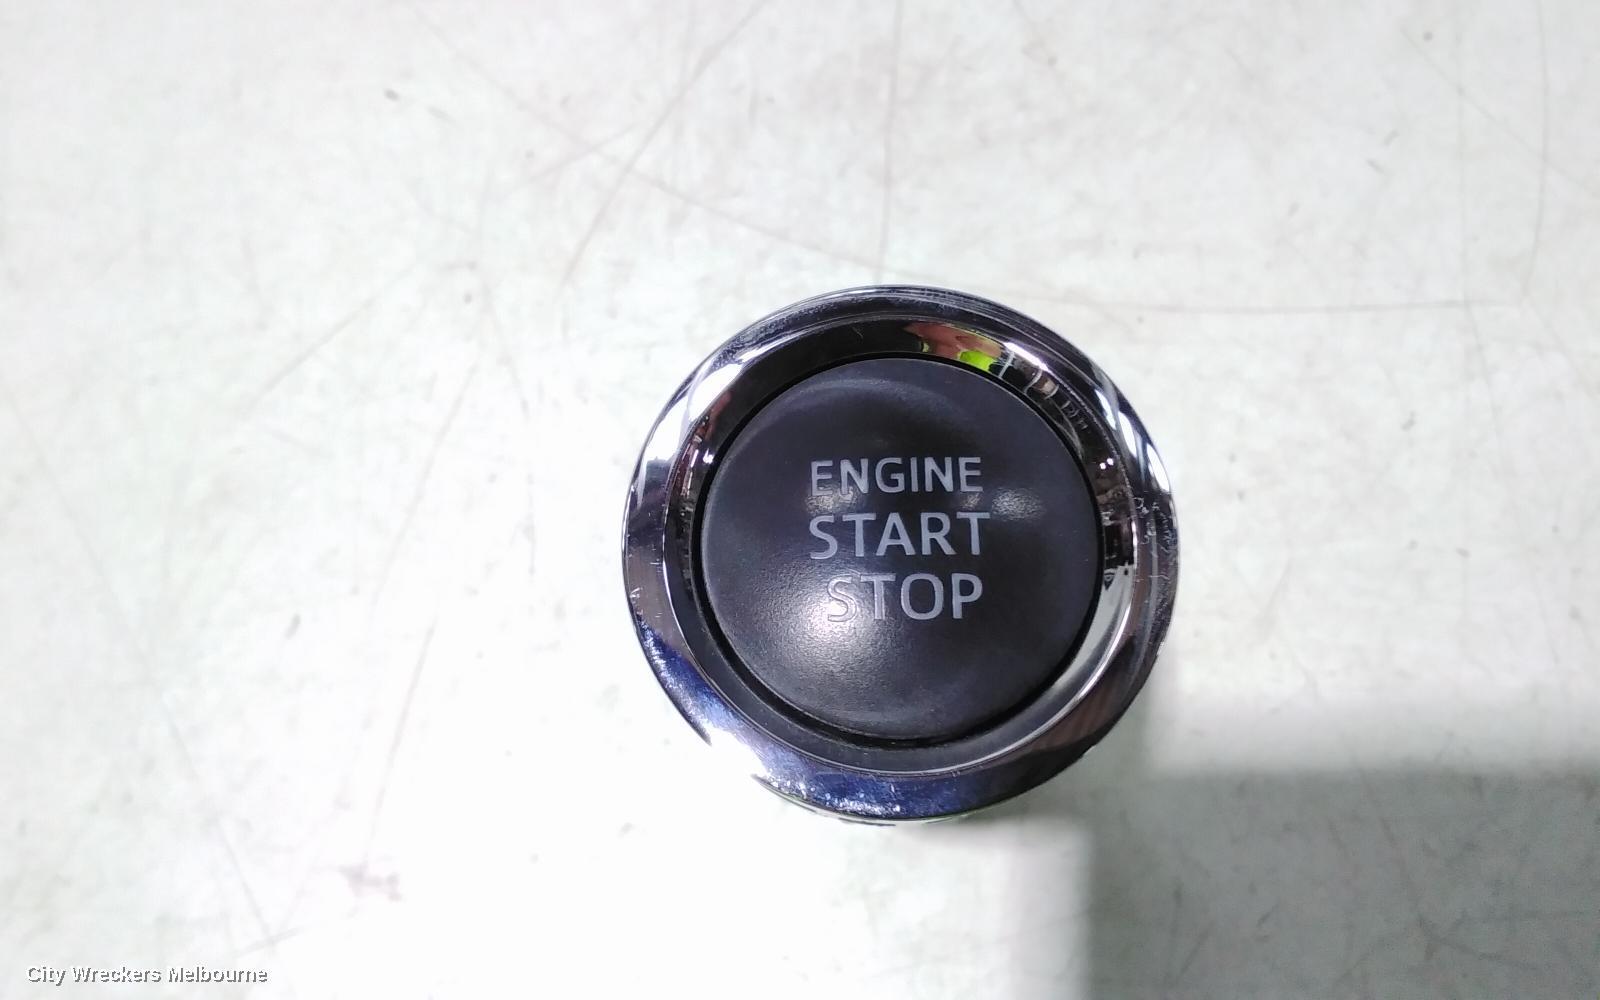 ENGINE
START
STOP
City Wreckers Melbourne